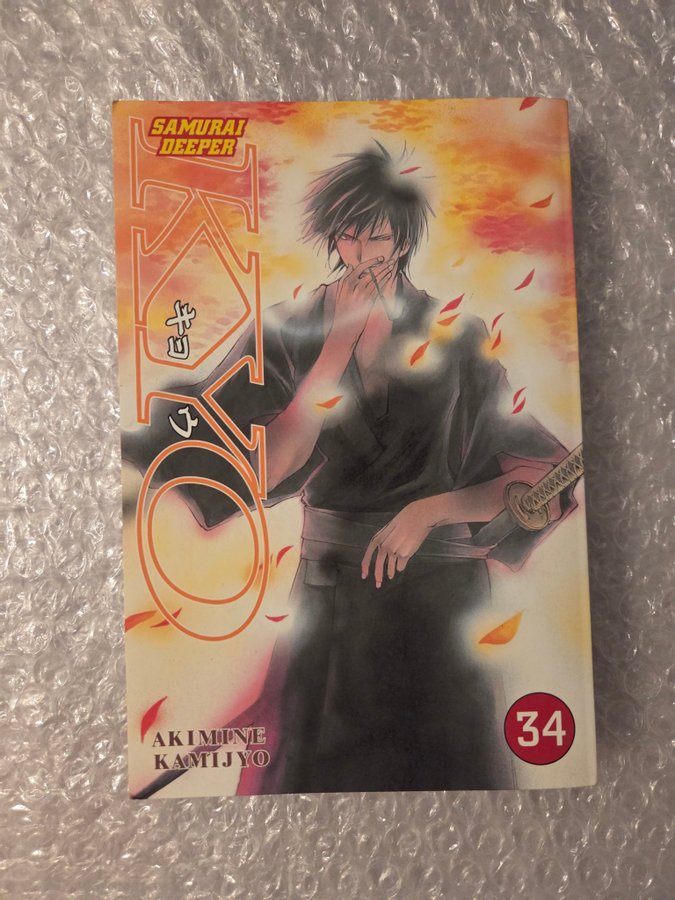 SAMURAI
DEEPER
KYO
キョウ
34
AKIMINE
KAMIJYO